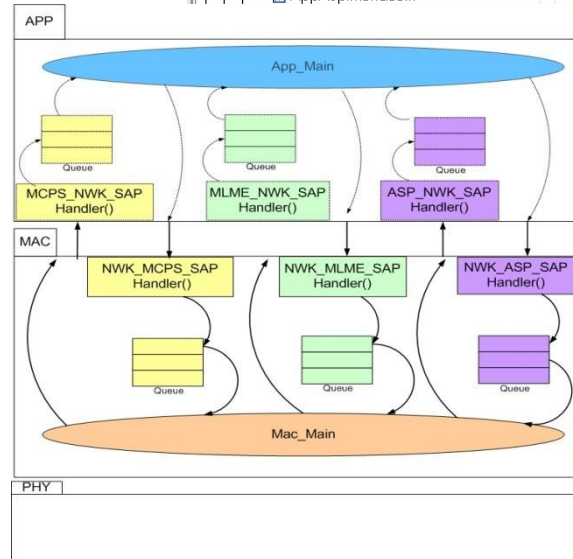 APP
App_Main
Queue
Queue
Queue
MCPS_NWK_SAP
Handler()
MLME_NWK_SAP
Handler()
ASP_NWK_SAP
Handler()
MAC
NWK_MCPS_SAP
Handler()
NWK_MLME_SAP
Handler()
NWK_ASP_SAP
Handler()
Queue
Queue
Queue
Mac_Main
PHY